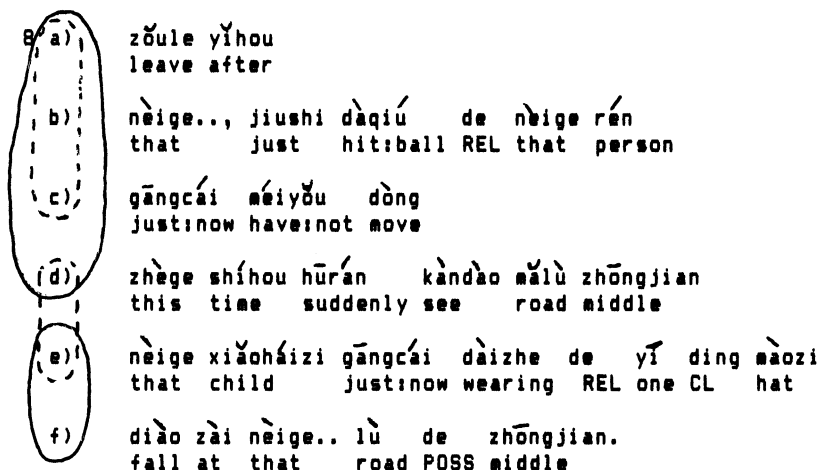 8 a) zǒule yǐhou
leave after
b) nèige.., jiushi dàqiú de nèige rén
that just hit:ball REL that person
c) gāngcái méiyǒu dòng
just:now have:not move
d) zhège shíhou hūrán kàndào mǎlù zhōngjian
this time suddenly see road middle
e) nèige xiǎoháizi gāngcái dàizhe de yī ding màozi
that child just:now wearing REL one CL hat
f) diào zài nèige.. lù de zhōngjian.
fall at that road POSS middle